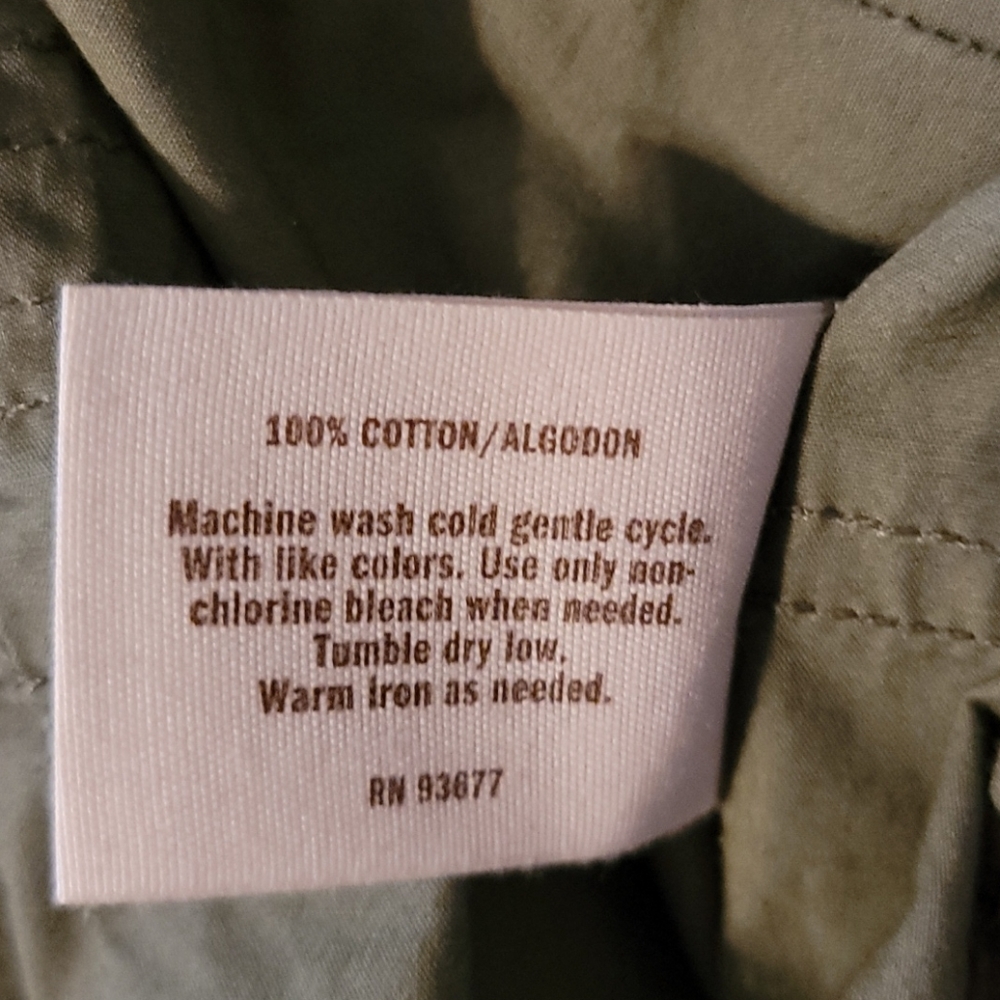 100% COTTON/ALGODON
Machine wash cold gentle cycle.
With like colors. Use only non-
chlorine bleach when needed.
Tumble dry low.
Warm iron as needed.
RN 93677